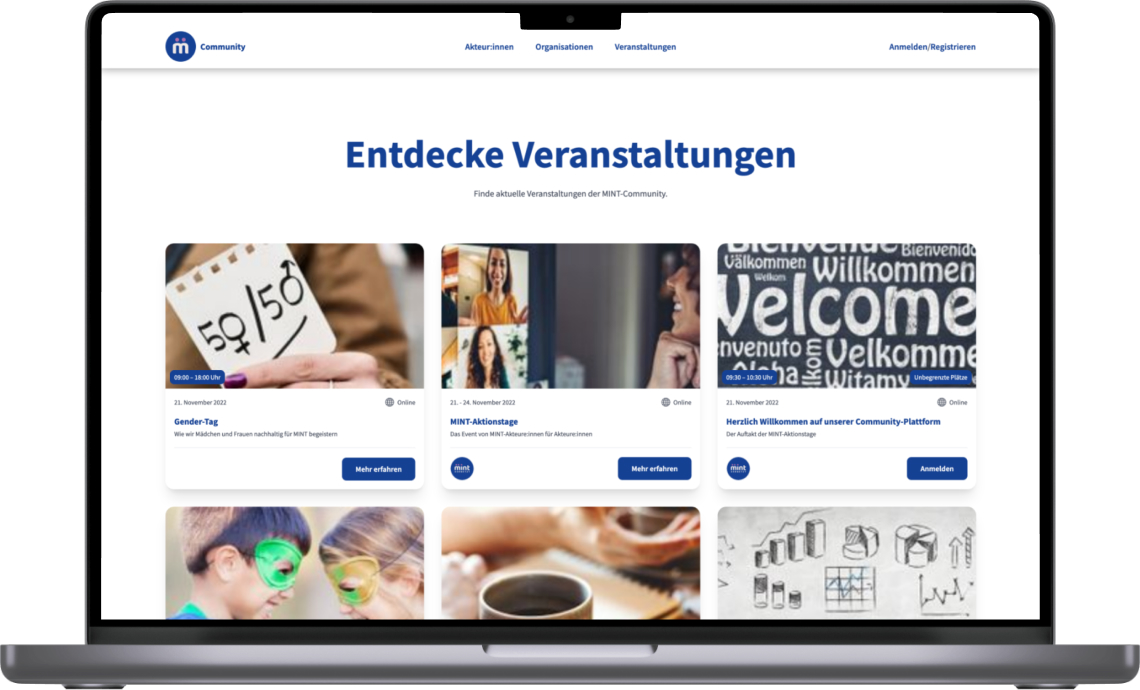 m Community
Akteur:innen Organisationen Veranstaltungen
Anmelden/Registrieren
Entdecke Veranstaltungen
Finde aktuelle Veranstaltungen der MINT-Community.
50/50
09:00 – 18:00 Uhr
21. November 2022 Online
Gender-Tag
Wie wir Mädchen und Frauen nachhaltig für MINT begeistern
Mehr erfahren
21. - 24. November 2022 Online
MINT-Aktionstage
Das Event von MINT-Akteure:innen für Akteure:innen
mint
Mehr erfahren
Bienvenue Bienvenido
Välkommen Willkommen
Welkom
Welcome
Benvenuto Velkomme
Aloha Witamy
09:30 – 10:30 Uhr
Unbegrenzte Plätze
21. November 2022 Online
Herzlich Willkommen auf unserer Community-Plattform
Der Auftakt der MINT-Aktionstage
mint
Anmelden